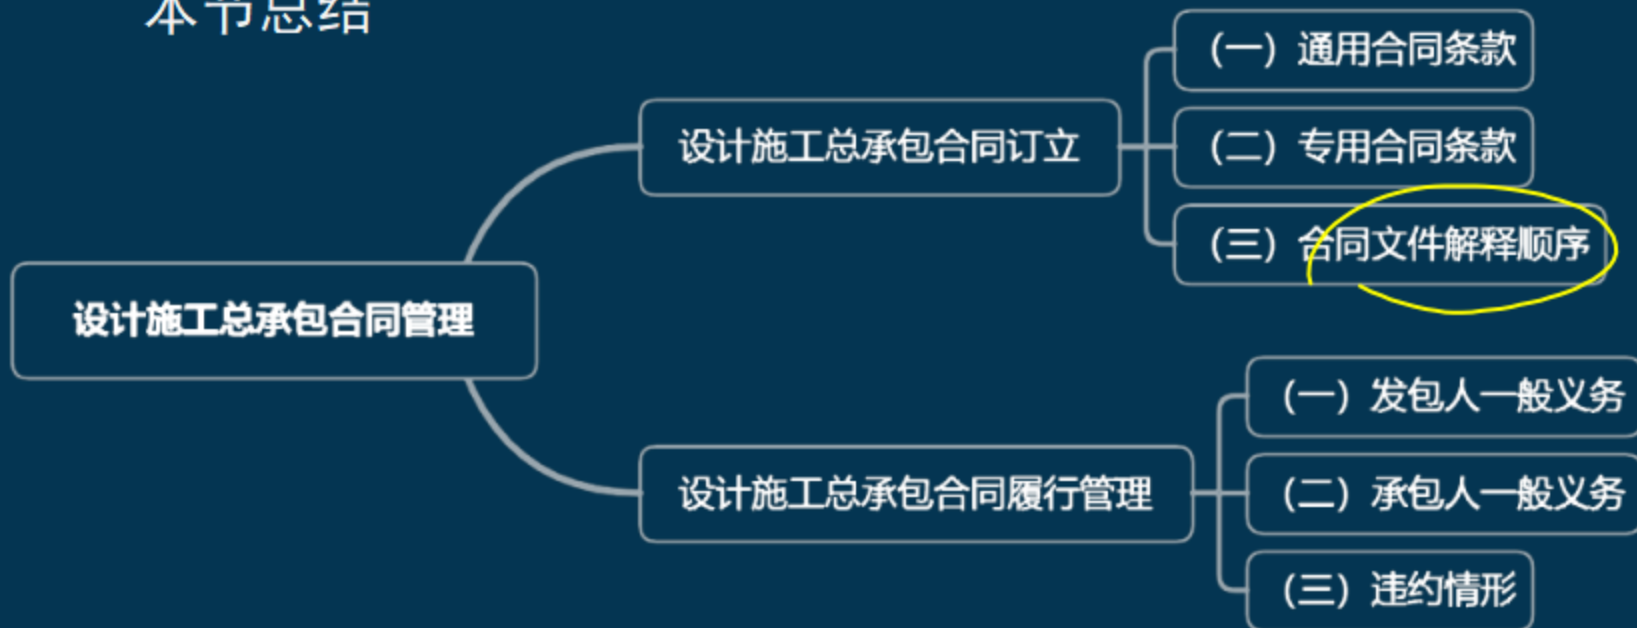 本节总结
设计施工总承包合同管理
设计施工总承包合同订立
（一）通用合同条款
（二）专用合同条款
（三）合同文件解释顺序
设计施工总承包合同履行管理
（一）发包人一般义务
（二）承包人一般义务
（三）违约情形